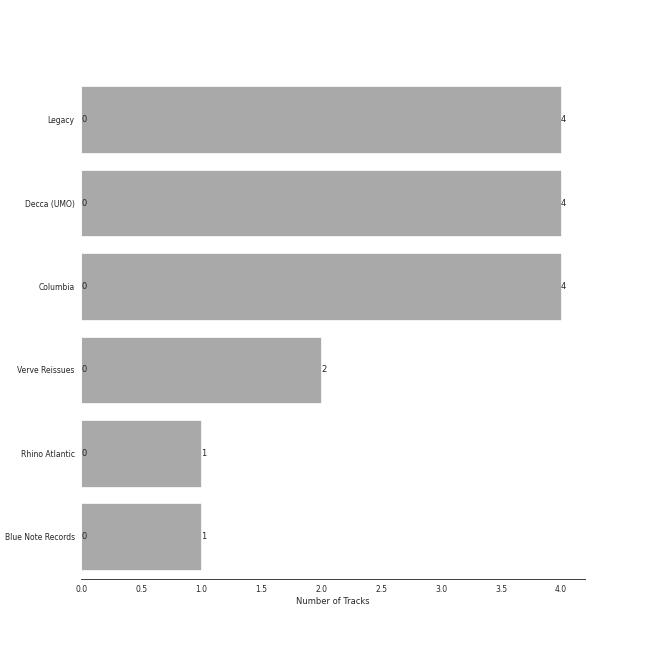 Legacy 0 4
Decca (UMO) 0 4
Columbia 0 4
Verve Reissues 0 2
Rhino Atlantic 0 1
Blue Note Records 0 1
0.0 0.5 1.0 1.5 2.0 2.5 3.0 3.5 4.0
Number of Tracks